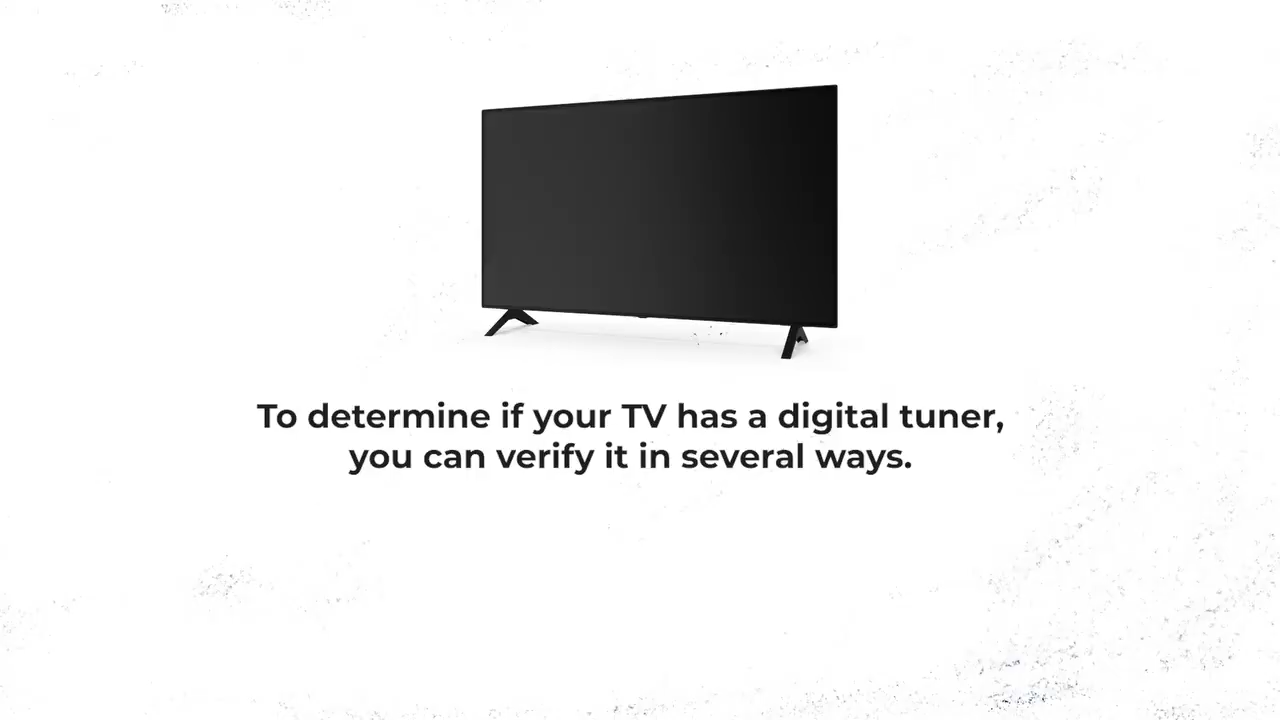 To determine if your TV has a digital tuner,
you can verify it in several ways.